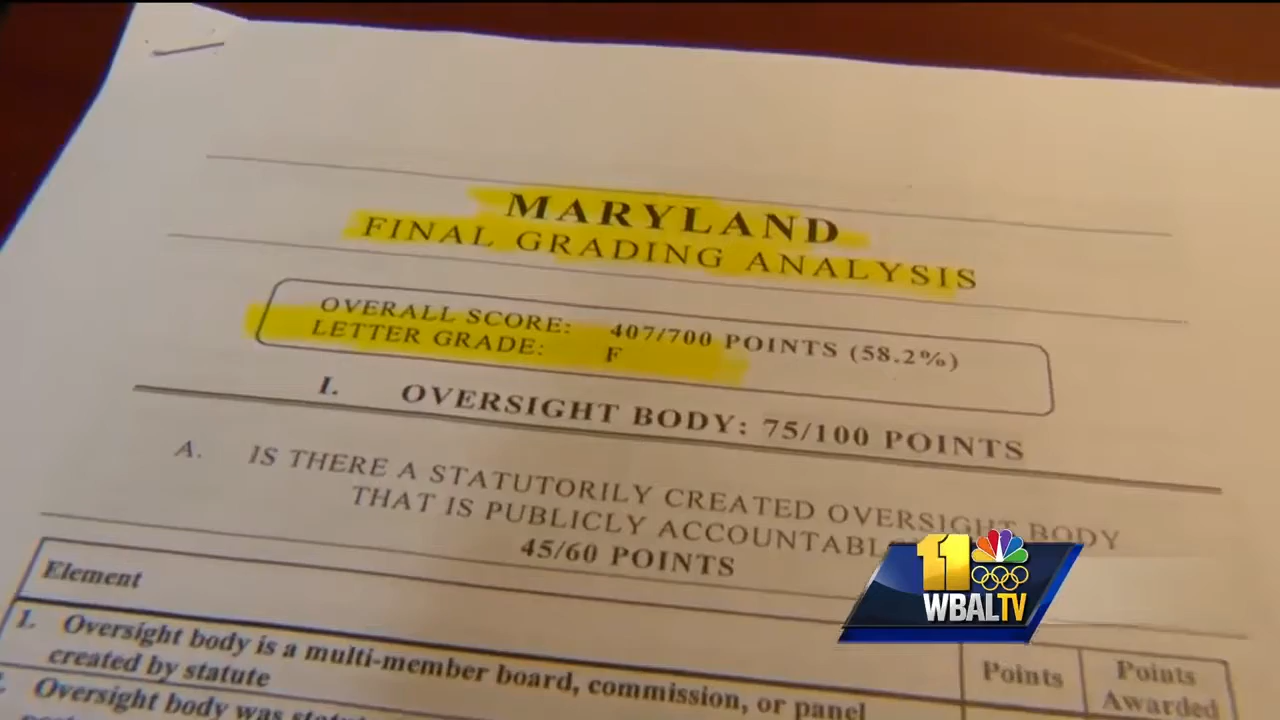 MARYLAND
FINAL GRADING ANALYSIS
OVERALL SCORE: 407/700 POINTS (58.2%)
LETTER GRADE: F
I. OVERSIGHT BODY: 75/100 POINTS
A. IS THERE A STATUTORILY CREATED OVERSIGHT BODY
THAT IS PUBLICLY
45/60 POINTS
Element
Points
Points
Awarded
1. Oversight body is a multi-member board, commission, or panel
created by statute
Oversight body was
11
WBALTV